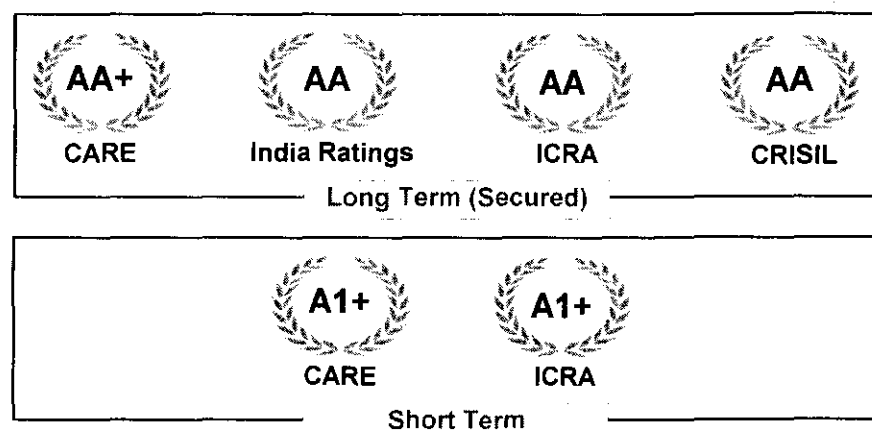 AA+ AA AA AA
CARE India Ratings ICRA CRISIL
Long Term (Secured)
A1+ A1+
CARE ICRA
Short Term